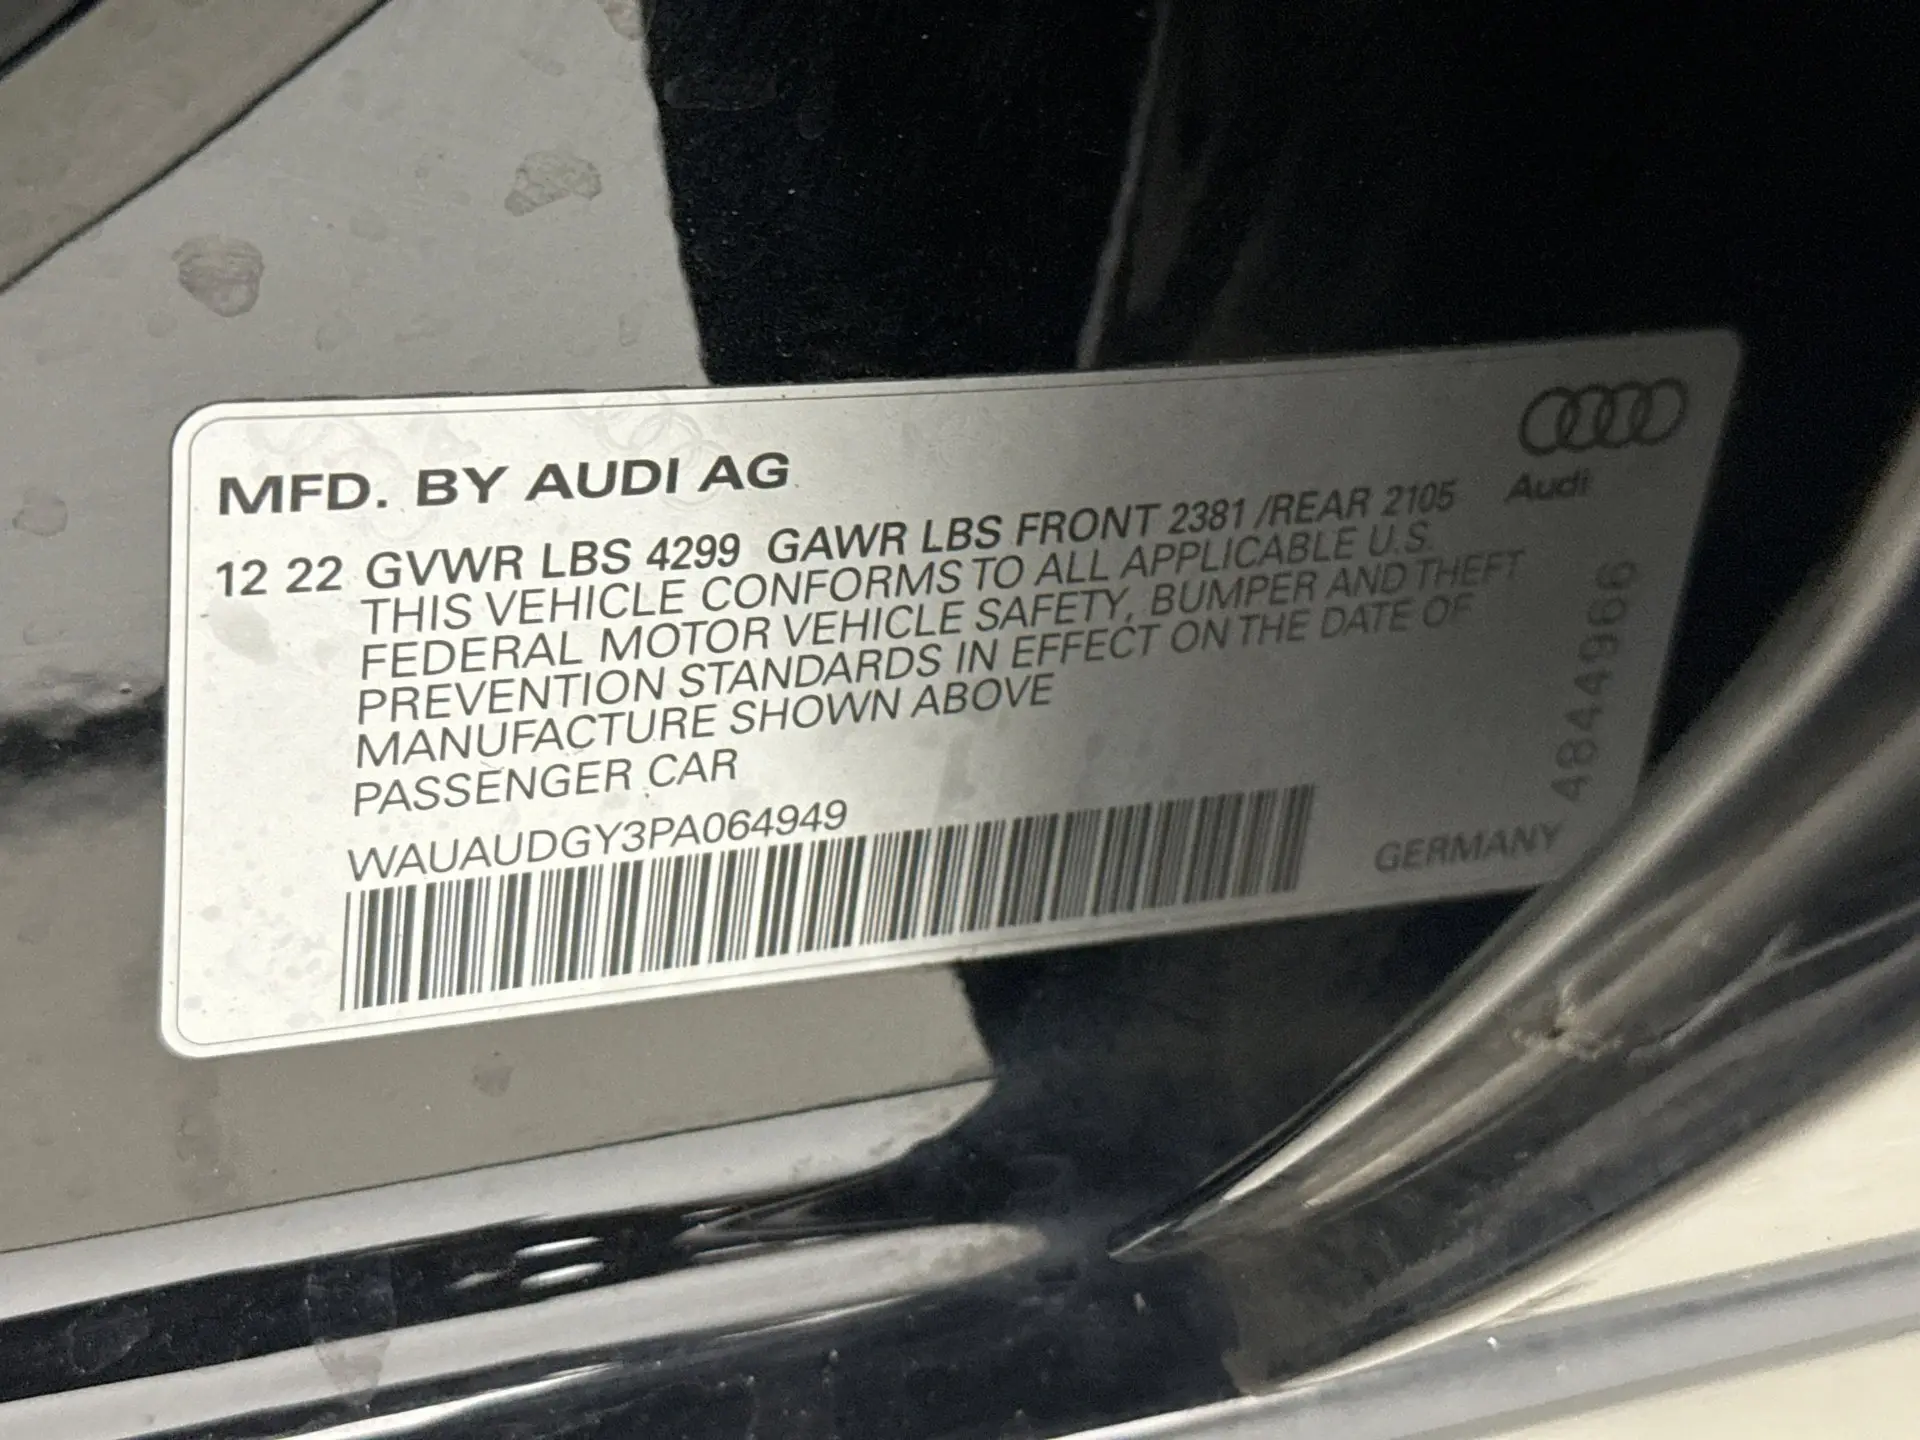 MFD. BY AUDI AG
Audi
12 22 GVWR LBS 4299 GAWR LBS FRONT 2381 /REAR 2105
THIS VEHICLE CONFORMS TO ALL APPLICABLE U.S.
FEDERAL MOTOR VEHICLE SAFETY, BUMPER AND THEFT
PREVENTION STANDARDS IN EFFECT ON THE DATE OF
MANUFACTURE SHOWN ABOVE
PASSENGER CAR
WAUAUDGY3PA064949
GERMANY
4844966